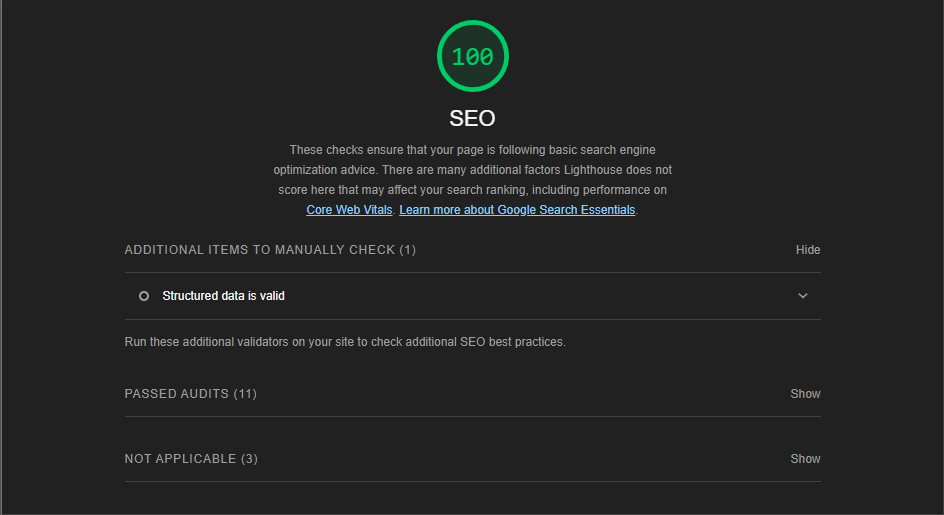 100
SEO
These checks ensure that your page is following basic search engine
optimization advice. There are many additional factors Lighthouse does not
score here that may affect your search ranking, including performance on
Core Web Vitals. Learn more about Google Search Essentials.
ADDITIONAL ITEMS TO MANUALLY CHECK (1) Hide
Structured data is valid
Run these additional validators on your site to check additional SEO best practices.
PASSED AUDITS (11) Show
NOT APPLICABLE (3) Show